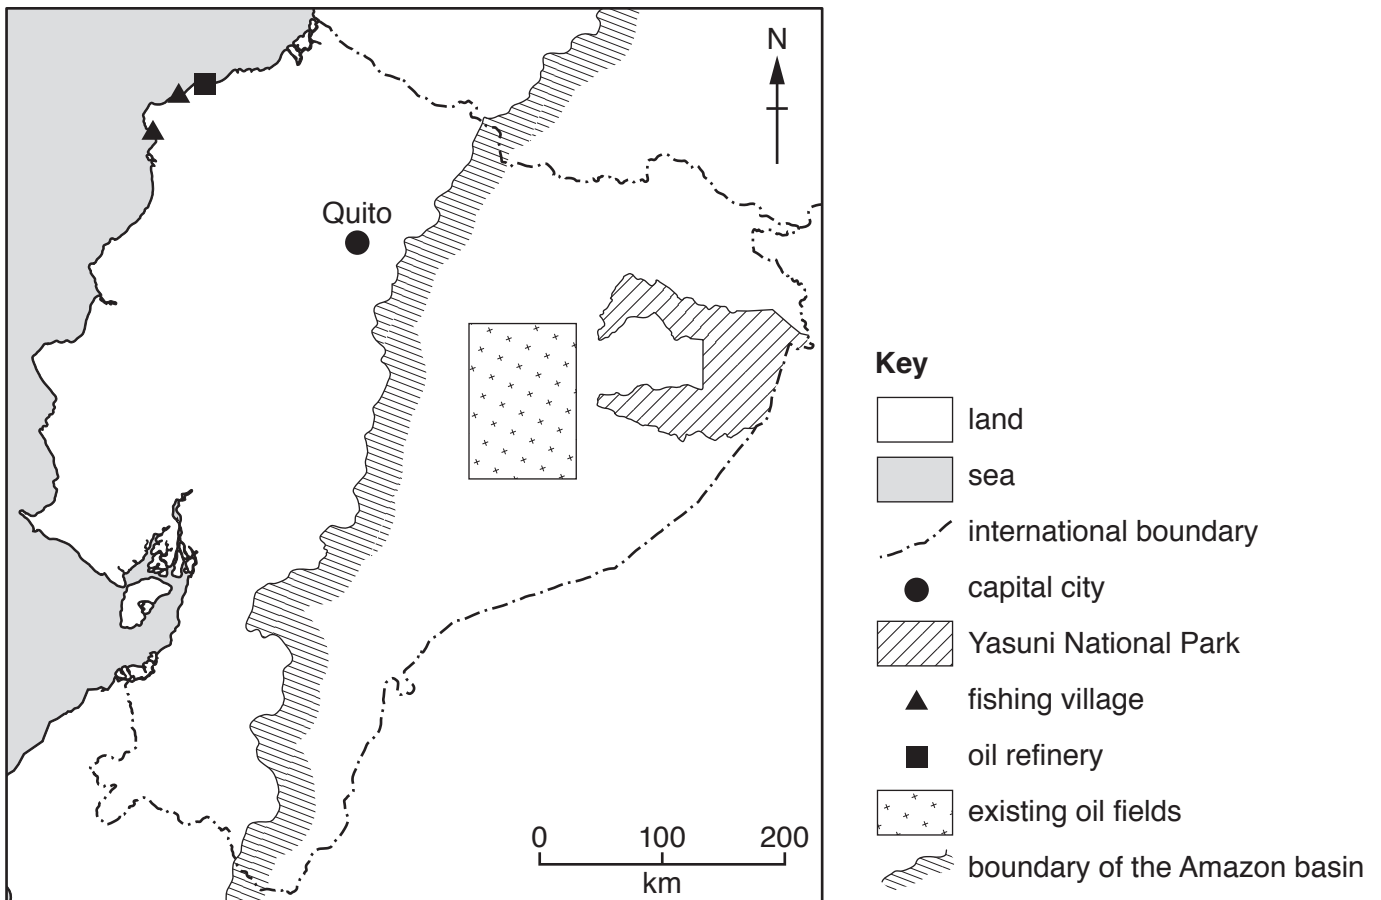 N
Quito
0 100 200
km
Key
land
sea
international boundary
capital city
Yasuni National Park
fishing village
oil refinery
existing oil fields
boundary of the Amazon basin